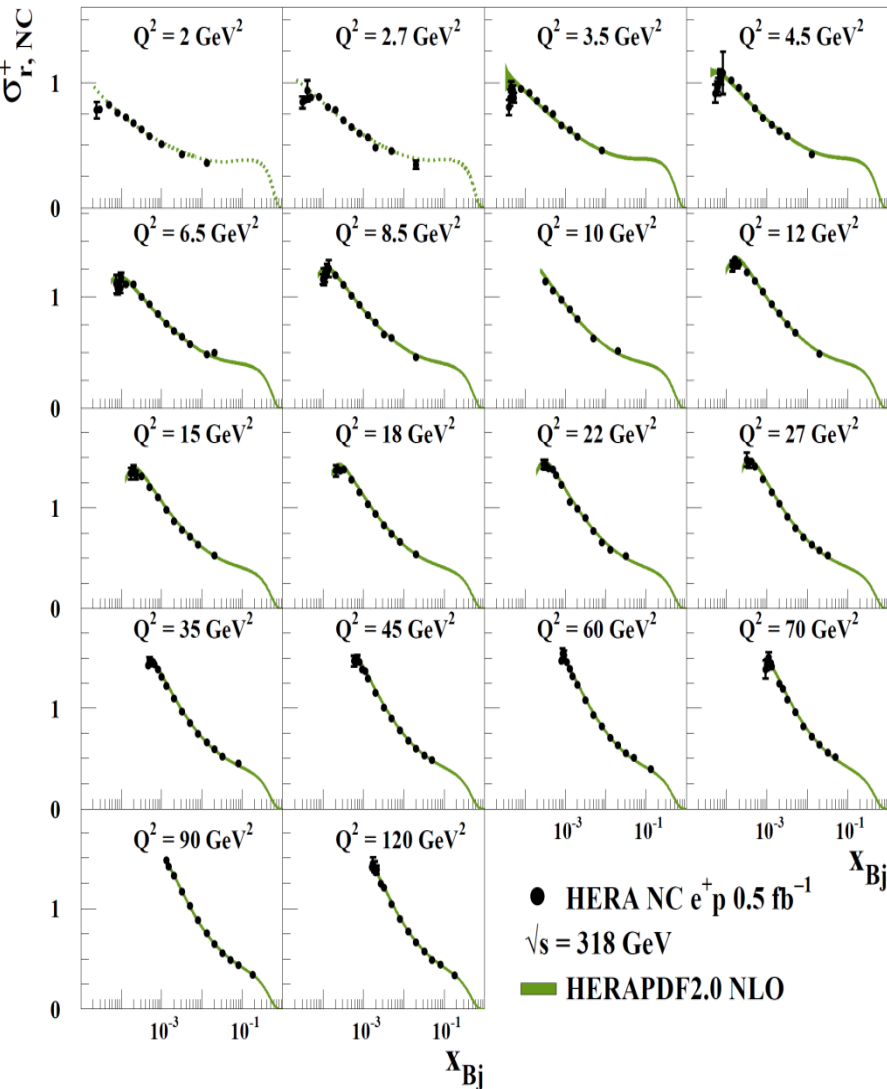 σ⁺r, NC
Q² = 2 GeV²
Q² = 2.7 GeV²
Q² = 3.5 GeV²
Q² = 4.5 GeV²
1
0
Q² = 6.5 GeV²
Q² = 8.5 GeV²
Q² = 10 GeV²
Q² = 12 GeV²
1
0
Q² = 15 GeV²
Q² = 18 GeV²
Q² = 22 GeV²
Q² = 27 GeV²
1
0
Q² = 35 GeV²
Q² = 45 GeV²
Q² = 60 GeV²
Q² = 70 GeV²
1
0
10⁻³ 10⁻¹
10⁻³ 10⁻¹
xBj
Q² = 90 GeV²
Q² = 120 GeV²
1
0
10⁻³ 10⁻¹
10⁻³ 10⁻¹
xBj
HERA NC e⁺p 0.5 fb⁻¹
√s = 318 GeV
HERAPDF2.0 NLO